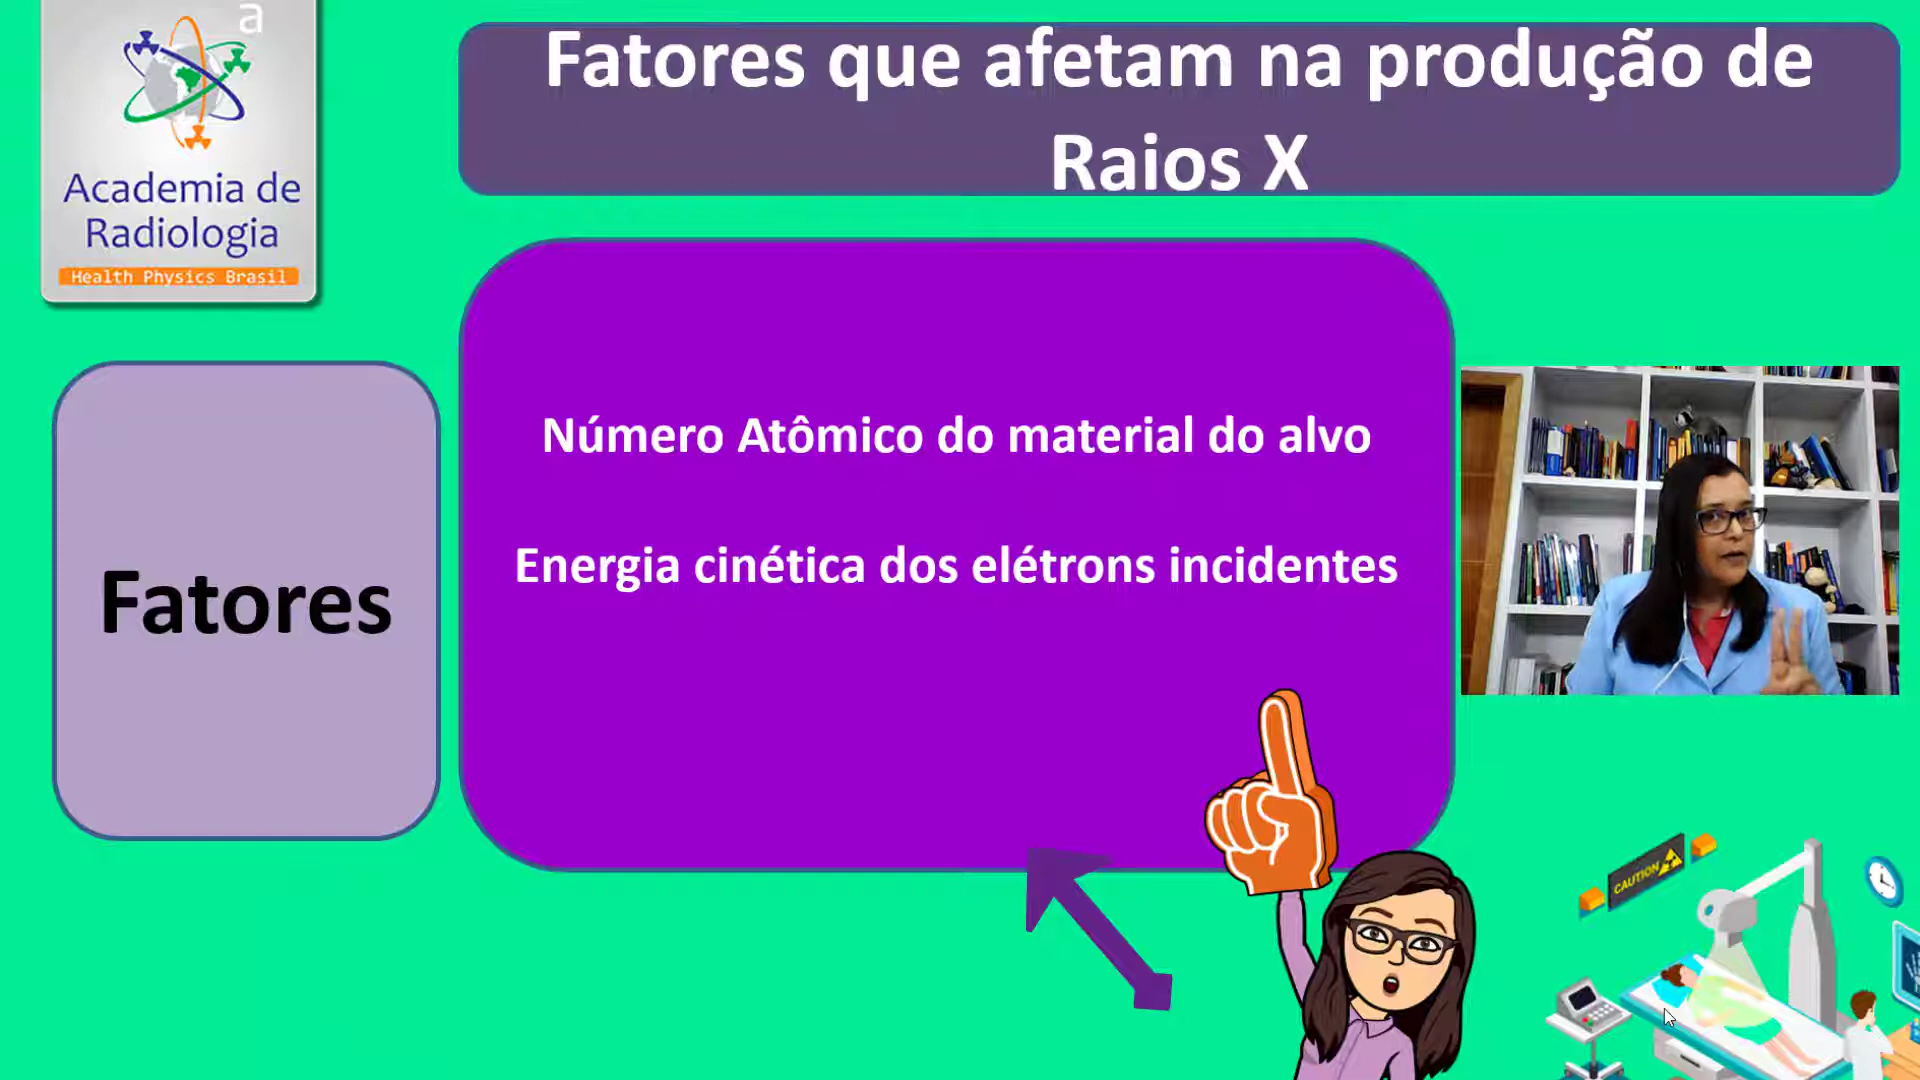 a
Academia de
Radiologia
Health Physics Brasil
Fatores que afetam na produção de
Raios X
Fatores
Número Atômico do material do alvo
Energia cinética dos elétrons incidentes
CAUTION